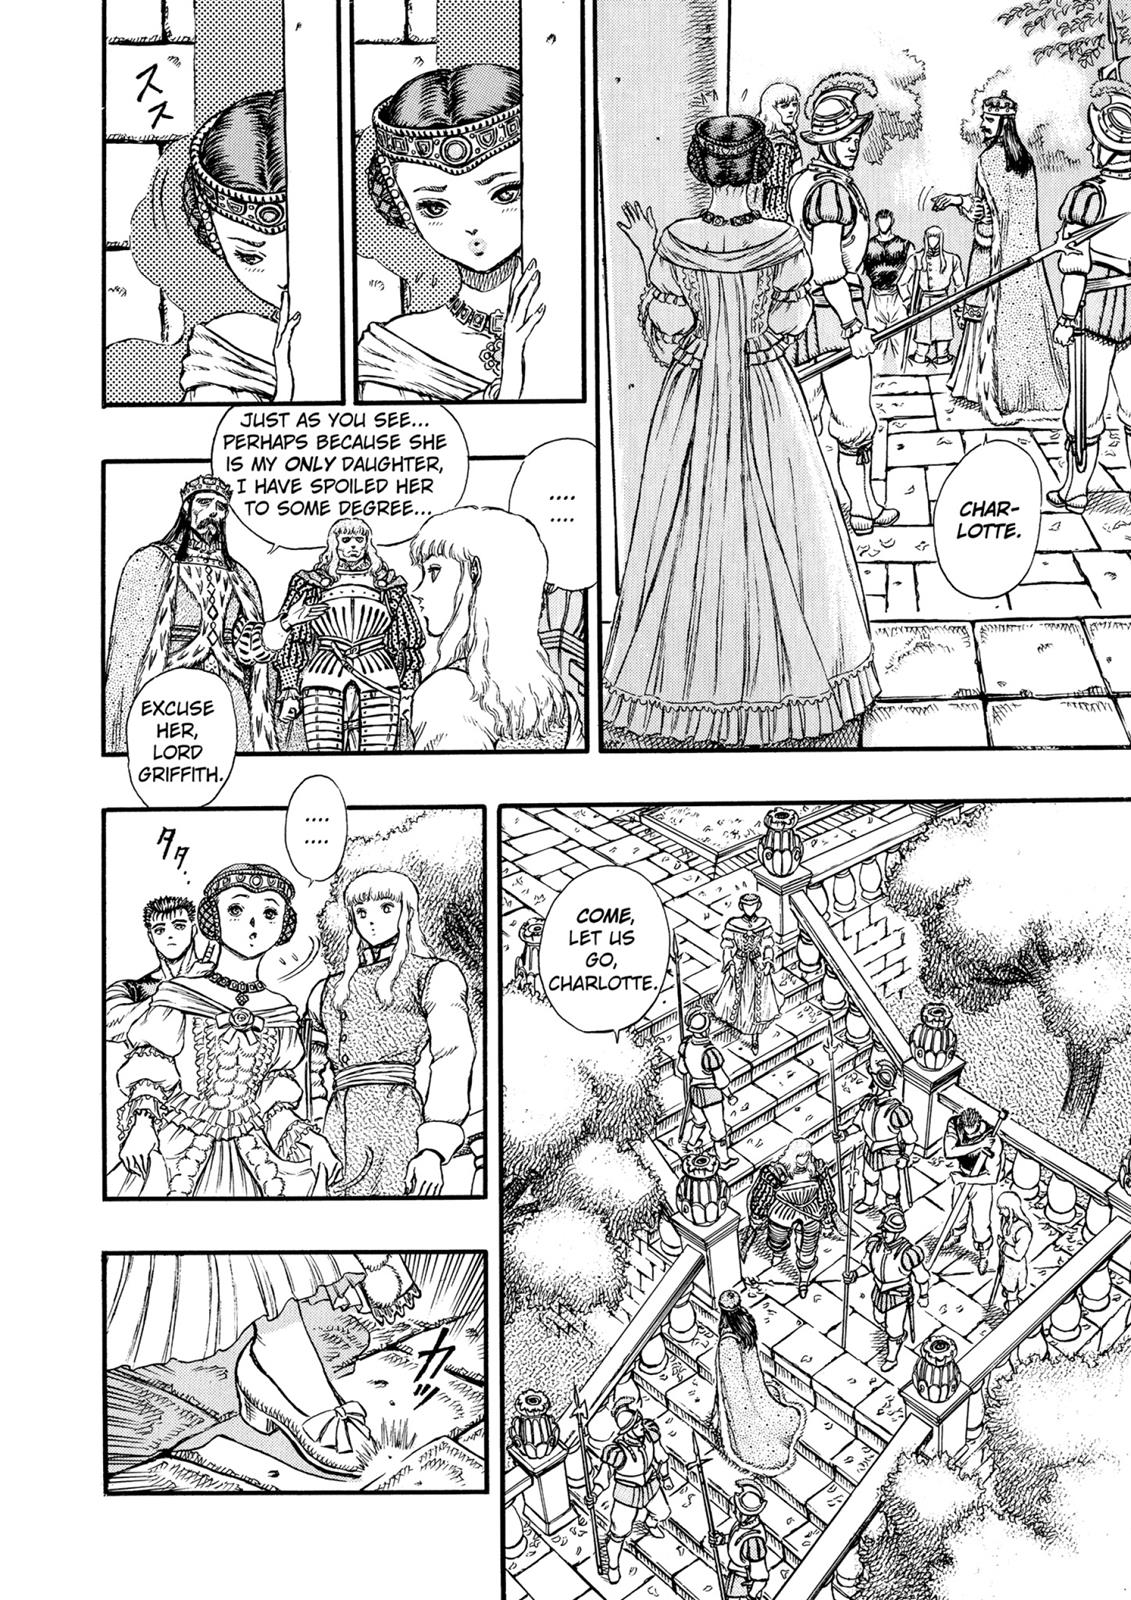 CHAR-
LOTTE.
スス
JUST AS YOU SEE...
PERHAPS BECAUSE SHE
IS MY ONLY DAUGHTER,
I HAVE SPOILED HER
TO SOME DEGREE...
....
....
EXCUSE
HER,
LORD
GRIFFITH.
COME,
LET US
GO,
CHARLOTTE.
....
....
タタ
カッ